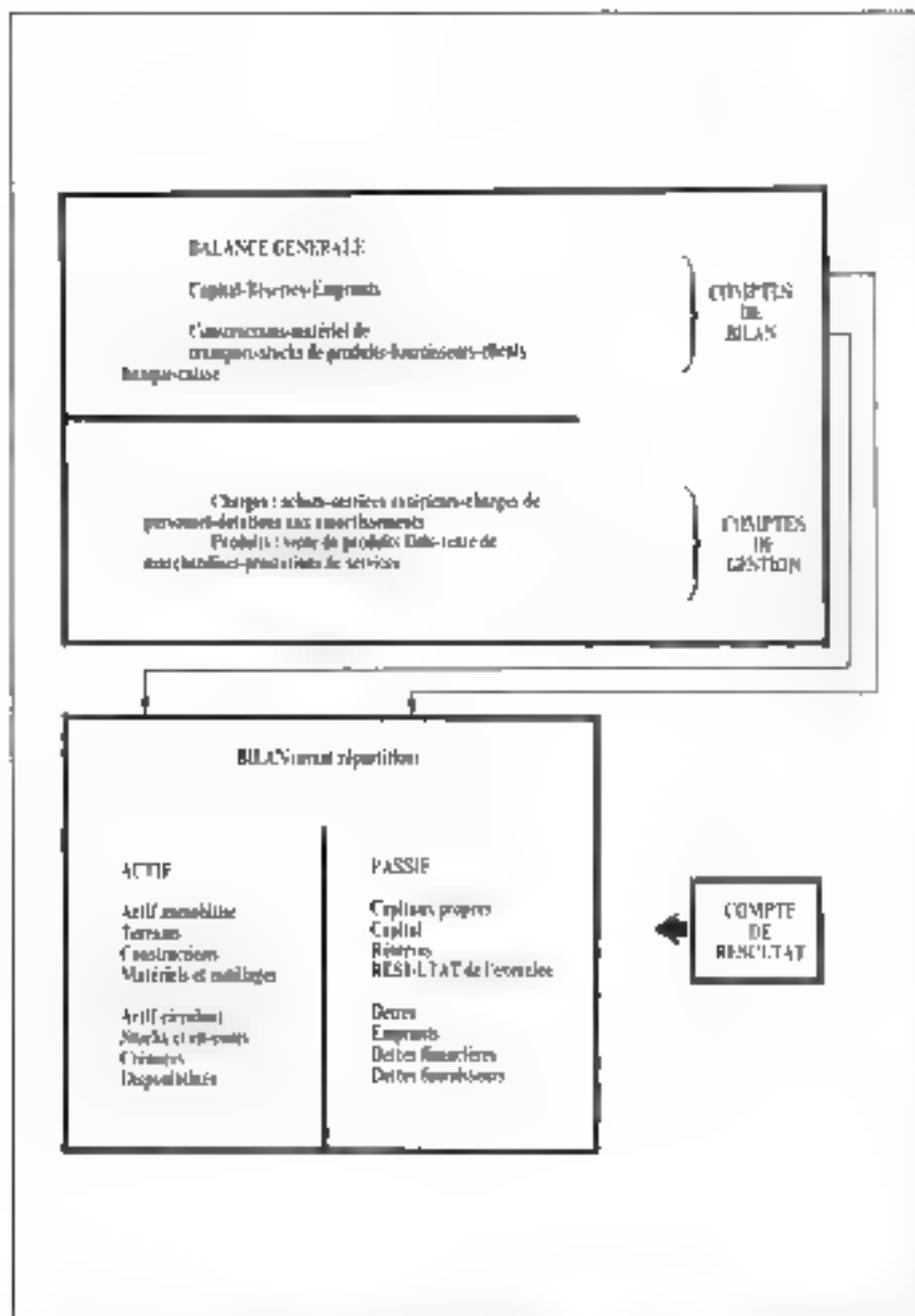 BALANCE GENERALE
Capital-Réserves-Emprunts
Constructions-matériel de
transport-stocks de produits-fournisseurs-clients
banque-caisse
COMPTES
DE
BILAN
Charges : achats-services extérieurs-charges de
personnel-dotations aux amortissements
Produits : vente de produits finis-vente de
marchandises-prestations de services
COMPTES
DE
GESTION
BILAN avant répartition
ACTIF
Actif immobilisé
Terrains
Constructions
Matériels et outillages
Actif circulant
Stocks et en-cours
Créances
Disponibilités
PASSIF
Capitaux propres
Capital
Réserves
RESULTAT de l'exercice
Dettes
Emprunts
Dettes financières
Dettes fournisseurs
COMPTE
DE
RESULTAT